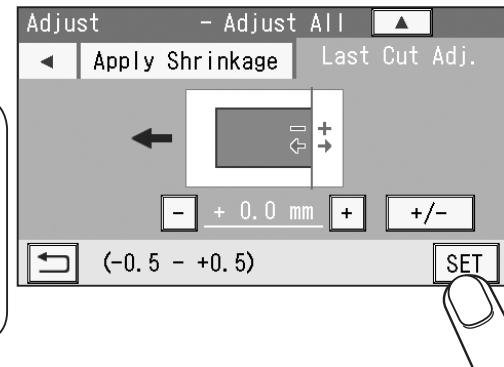 Adjust - Adjust All ▲
◄ Apply Shrinkage Last Cut Adj.
− +
- + 0.0 mm + +/-
(-0.5 - +0.5) SET